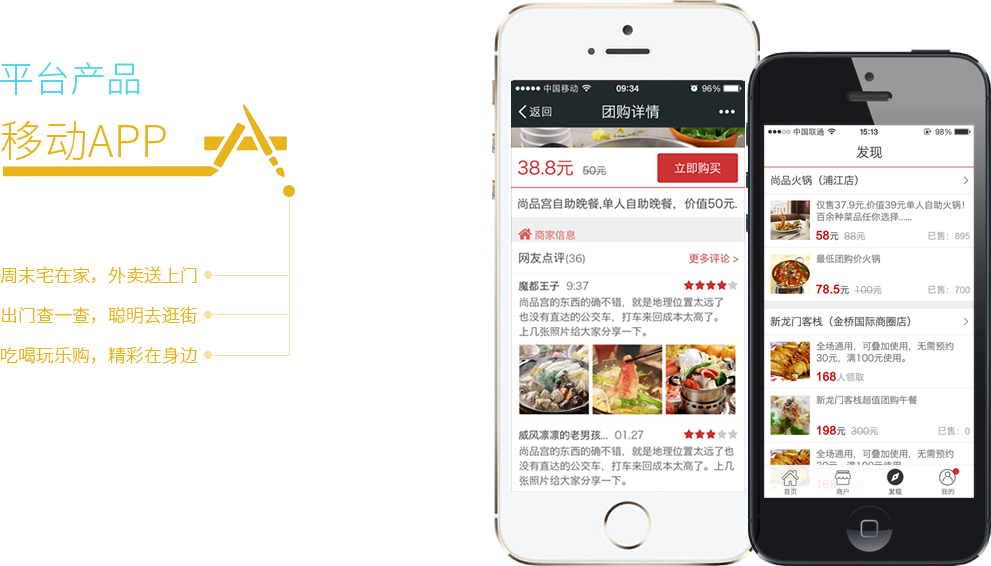 平台产品
移动APP
周末宅在家，外卖送上门
出门查一查，聪明去逛街
吃喝玩乐购，精彩在身边
中国移动 09:34 96%
返回 团购详情
38.8元 50元 立即购买
尚品宫自助晚餐,单人自助晚餐，价值50元.
商家信息
网友点评(36) 更多评论 >
魔都王子 9:37
尚品宫的东西的确不错，就是地理位置太远了
也没有直达的公交车，打车来回成本太高了。
上几张照片给大家分享一下。
威风凛凛的老男孩... 01.27
尚品宫的东西的确不错，就是地理位置太远了也
没有直达的公交车，打车来回成本太高了。上几
张照片给大家分享一下。
中国联通 15:13 98%
发现
尚品火锅（浦江店）
仅售37.9元,价值39元单人自助火锅!
百余种菜品任你选择......
58元 88元 已售：895
最低团购价火锅
78.5元 100元 已售：700
新龙门客栈（金桥国际商圈店）
全场通用，可叠加使用，无需预约
30元，满100元使用。
168人领取
新龙门客栈超值团购午餐
198元 300元 已售：0
全场通用，可叠加使用，无需预约
30元，满100元使用
168
首页 商户 发现 我的